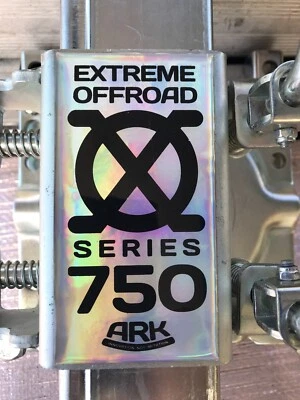 EXTREME
OFFROAD
X
SERIES
750
ARK